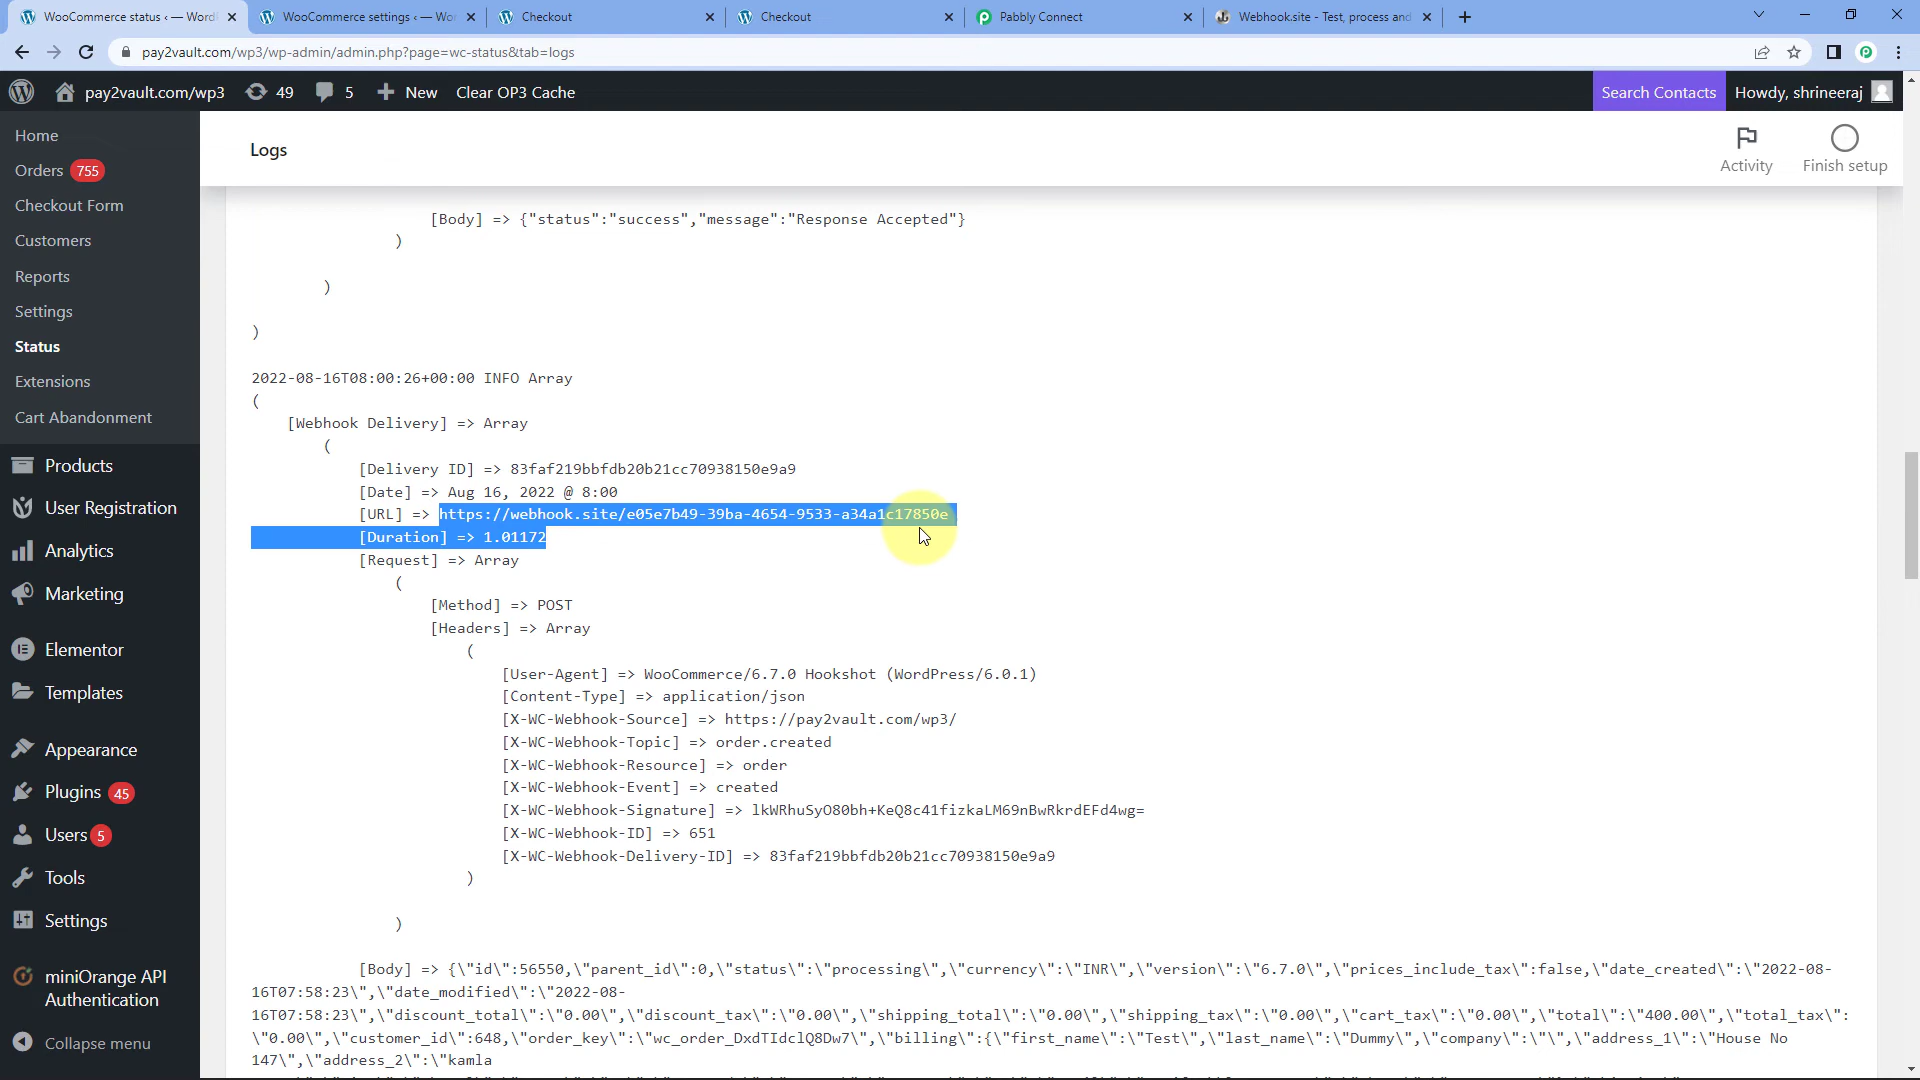 WooCommerce status ‹ — Word
WooCommerce settings ‹ — Wor
Checkout
Checkout
Pabbly Connect
Webhook.site - Test, process and
pay2vault.com/wp3/wp-admin/admin.php?page=wc-status&tab=logs
pay2vault.com/wp3
49
5
New
Clear OP3 Cache
Search Contacts
Howdy, shrineeraj
Home
Orders 755
Checkout Form
Customers
Reports
Settings
Status
Extensions
Cart Abandonment
Products
User Registration
Analytics
Marketing
Elementor
Templates
Appearance
Plugins 45
Users 5
Tools
Settings
miniOrange API
Authentication
Collapse menu
Logs
Activity
Finish setup
[Body] => {"status":"success","message":"Response Accepted"}
)
)
)
2022-08-16T08:00:26+00:00 INFO Array
(
[Webhook Delivery] => Array
(
[Delivery ID] => 83faf219bbfdb20b21cc70938150e9a9
[Date] => Aug 16, 2022 @ 8:00
[URL] => https://webhook.site/e05e7b49-39ba-4654-9533-a34a1c17850e
[Duration] => 1.01172
[Request] => Array
(
[Method] => POST
[Headers] => Array
(
[User-Agent] => WooCommerce/6.7.0 Hookshot (WordPress/6.0.1)
[Content-Type] => application/json
[X-WC-Webhook-Source] => https://pay2vault.com/wp3/
[X-WC-Webhook-Topic] => order.created
[X-WC-Webhook-Resource] => order
[X-WC-Webhook-Event] => created
[X-WC-Webhook-Signature] => lkWRhuSyO80bh+KeQ8c41fizkaLM69nBwRkrdEFd4wg=
[X-WC-Webhook-ID] => 651
[X-WC-Webhook-Delivery-ID] => 83faf219bbfdb20b21cc70938150e9a9
)
)
[Body] => {\"id\":56550,\"parent_id\":0,\"status\":\"processing\",\"currency\":\"INR\",\"version\":\"6.7.0\",\"prices_include_tax\":false,\"date_created\":\"2022-08-
16T07:58:23\",\"date_modified\":\"2022-08-
16T07:58:23\",\"discount_total\":\"0.00\",\"discount_tax\":\"0.00\",\"shipping_total\":\"0.00\",\"shipping_tax\":\"0.00\",\"cart_tax\":\"0.00\",\"total\":\"400.00\",\"total_tax\":
\"0.00\",\"customer_id\":648,\"order_key\":\"wc_order_DxdTIdclQ8Dw7\",\"billing\":{\"first_name\":\"Test\",\"last_name\":\"Dummy\",\"company\":\"\",\"address_1\":\"House No
147\",\"address_2\":\"kamla